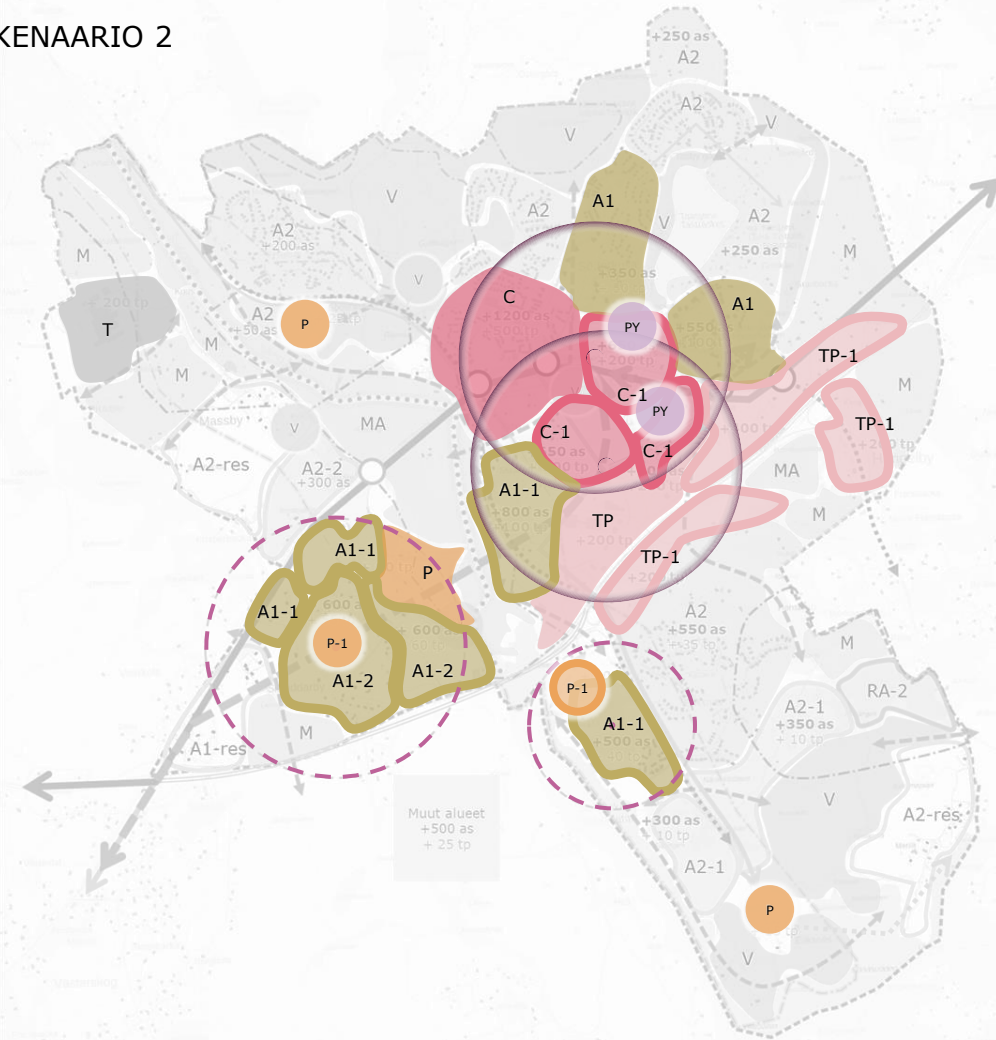 KENAARIO 2
+250 as
A2
A2
V
V
A1
V
A2
A2
+200 as
A2
V
+250 as
M
M
V
+350 as
C
+1200 as
A1
+550 as
+ 200 tp
T
A2
+50 as
P
PY
+200 tp
TP-1
M
M
M
C-1
PY
TP-1
MA
V
C-1
C-1
A2-res
A2-2
+300 as
MA
A1-1
+800 as
TP
+200 tp
M
A1-1
P
TP-1
A1-1
600 as
A2
+550 as
+35 tp
P-1
+ 600
A1-2
A1-2
M
P-1
RA-2
A2-1
+350 as
+ 10 tp
A1-1
+500 as
M
A1-res
V
Muut alueet
+500 as
+ 25 tp
+300 as
10 tp
A2-res
A2-1
P
V